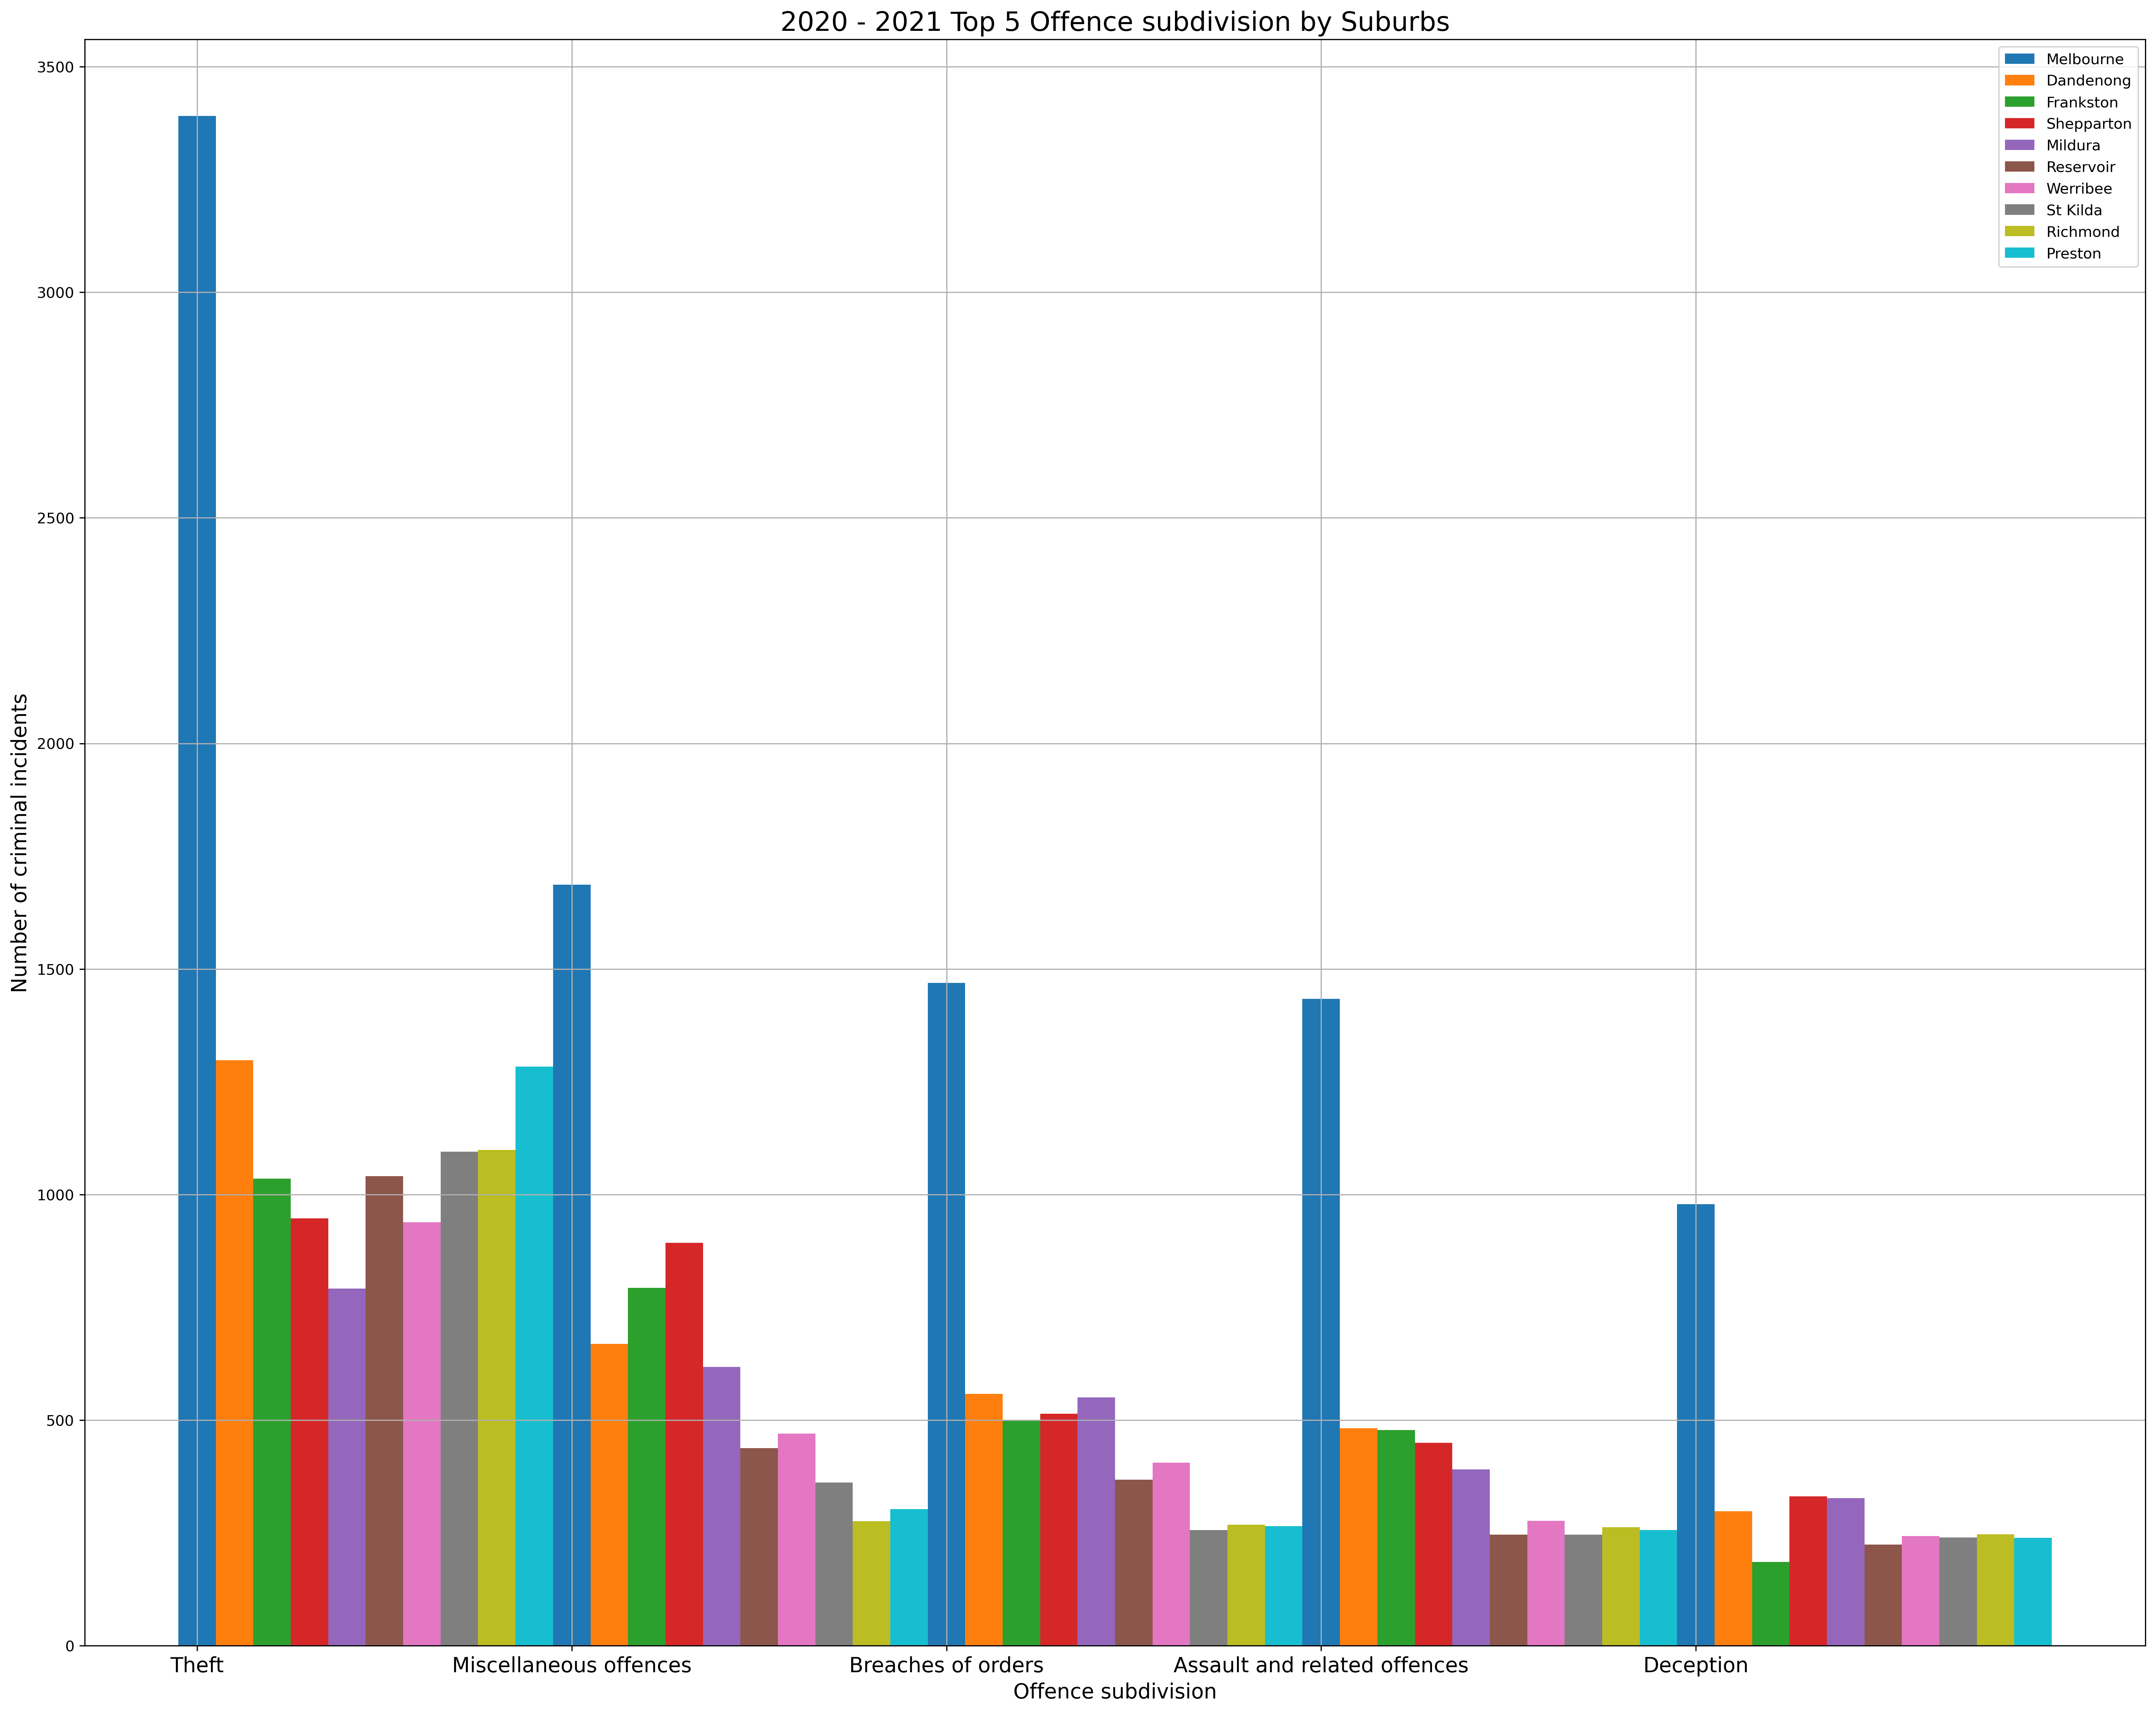 2020 - 2021 Top 5 Offence subdivision by Suburbs
Melbourne
Dandenong
Frankston
Shepparton
Mildura
Reservoir
Werribee
St Kilda
Richmond
Preston
Number of criminal incidents
3500
3000
2500
2000
1500
1000
500
0
Theft Miscellaneous offences Breaches of orders Assault and related offences Deception
Offence subdivision